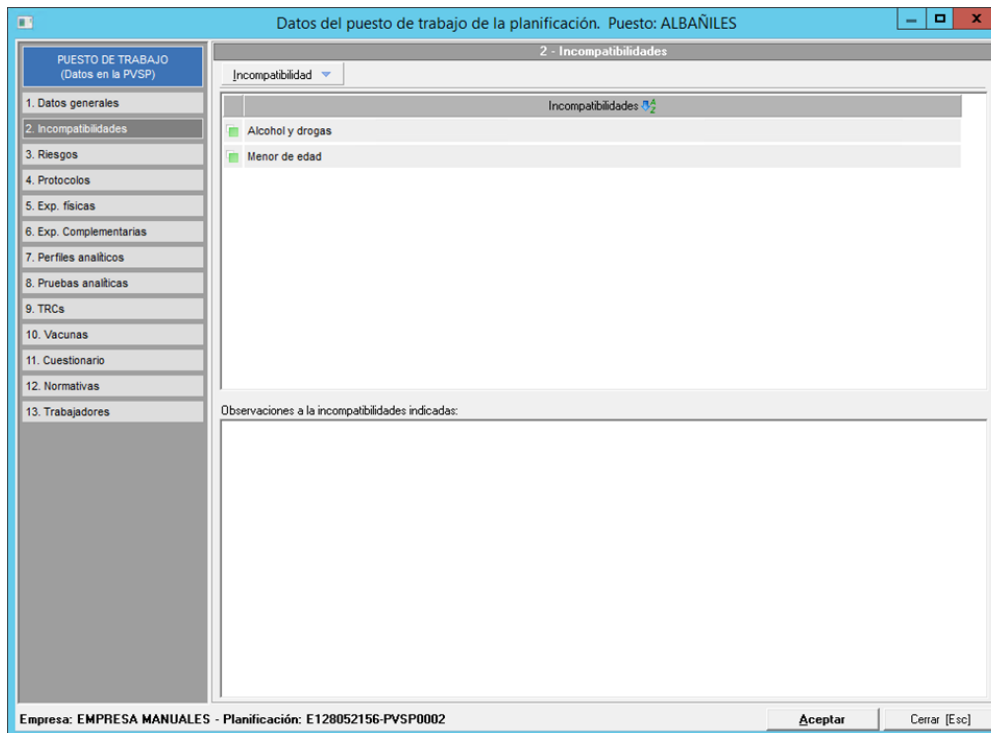 Datos del puesto de trabajo de la planificación. Puesto: ALBAÑILES
PUESTO DE TRABAJO
(Datos en la PVSP)
1. Datos generales
2. Incompatibilidades
3. Riesgos
4. Protocolos
5. Exp. físicas
6. Exp. Complementarias
7. Perfiles analíticos
8. Pruebas analíticas
9. TRCs
10. Vacunas
11. Cuestionario
12. Normativas
13. Trabajadores
2 - Incompatibilidades
Incompatibilidad
Incompatibilidades
Alcohol y drogas
Menor de edad
Observaciones a la incompatibilidades indicadas:
Empresa: EMPRESA MANUALES - Planificación: E128052156-PVSP0002
Aceptar
Cerrar [Esc]